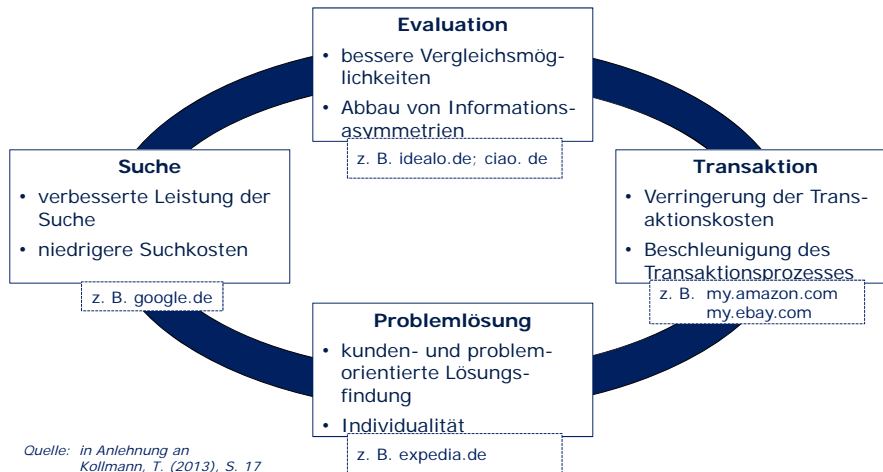 Evaluation
• bessere Vergleichsmög-
lichkeiten
• Abbau von Informations-
asymmetrien
z. B. idealo.de; ciao. de
Suche
• verbesserte Leistung der
Suche
• niedrigere Suchkosten
z. B. google.de
Transaktion
• Verringerung der Trans-
aktionskosten
• Beschleunigung des
Transaktionsprozesses
z. B. my.amazon.com
my.ebay.com
Problemlösung
• kunden- und problem-
orientierte Lösungs-
findung
• Individualität
z. B. expedia.de
Quelle: in Anlehnung an
Kollmann, T. (2013), S. 17